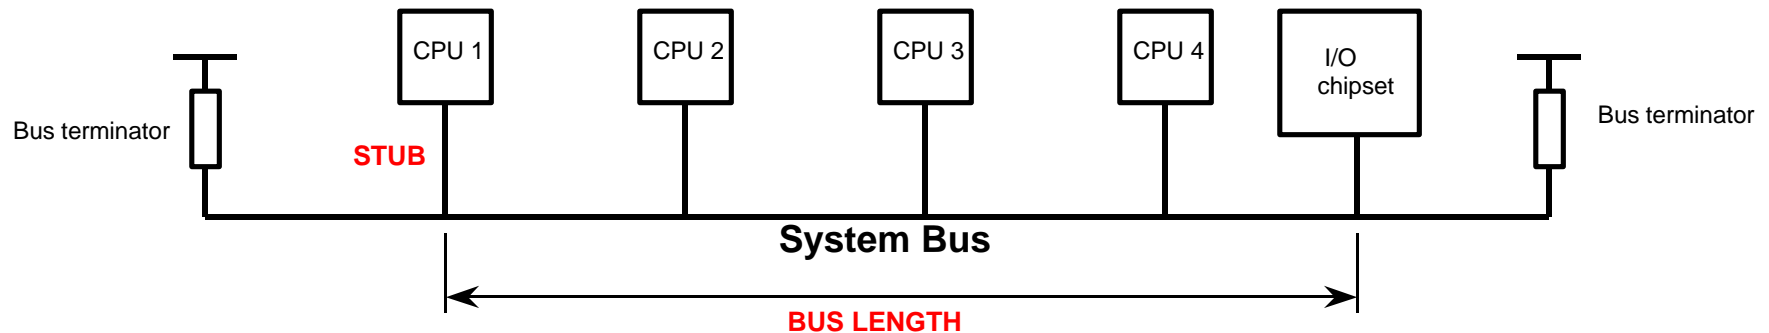 CPU 1
CPU 2
CPU 3
CPU 4
I/O
chipset
Bus terminator
Bus terminator
STUB
System Bus
BUS LENGTH